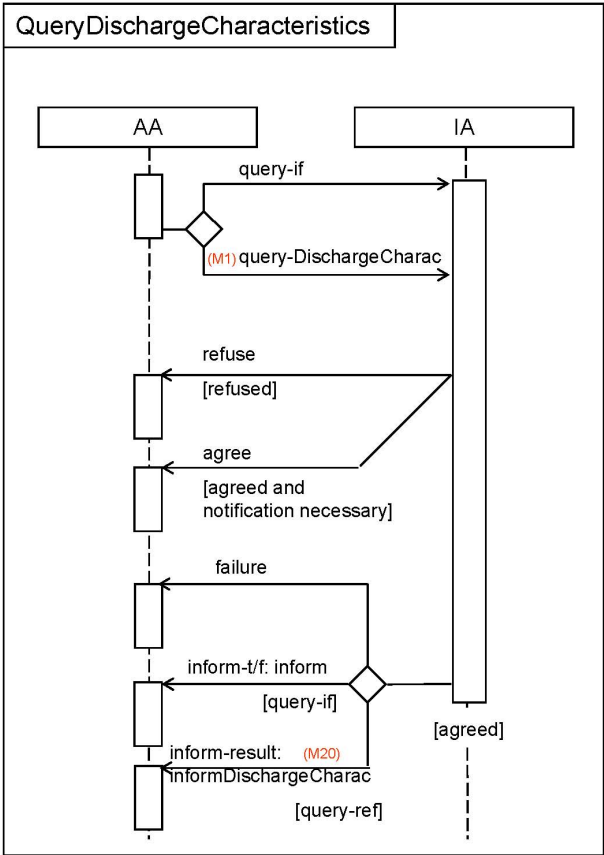 QueryDischargeCharacteristics
AA
IA
query-if
(M1) query-DischargeCharac
refuse
[refused]
agree
[agreed and
notification necessary]
failure
inform-t/f: inform
[query-if]
[agreed]
inform-result: (M20)
informDischargeCharac
[query-ref]